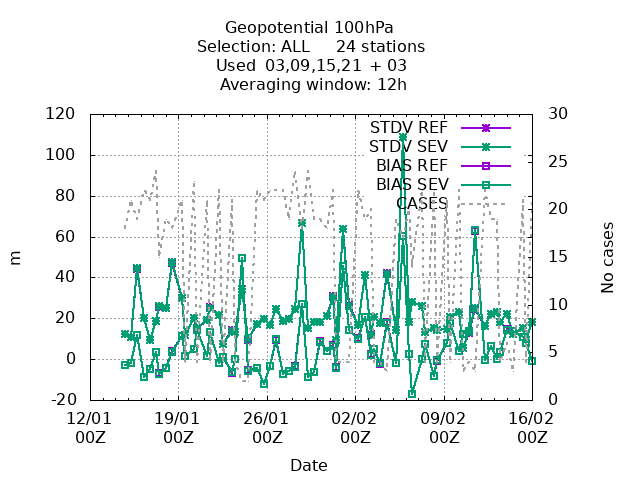 Geopotential 100hPa
Selection: ALL 24 stations
Used 03,09,15,21 + 03
Averaging window: 12h
120
100
80
60
40
20
0
-20
m
30
25
20
15
10
5
0
No cases
STDV REF
STDV SEV
BIAS REF
BIAS SEV
CASES
12/01 19/01 26/01 02/02 09/02 16/02
00Z 00Z 00Z 00Z 00Z 00Z
Date